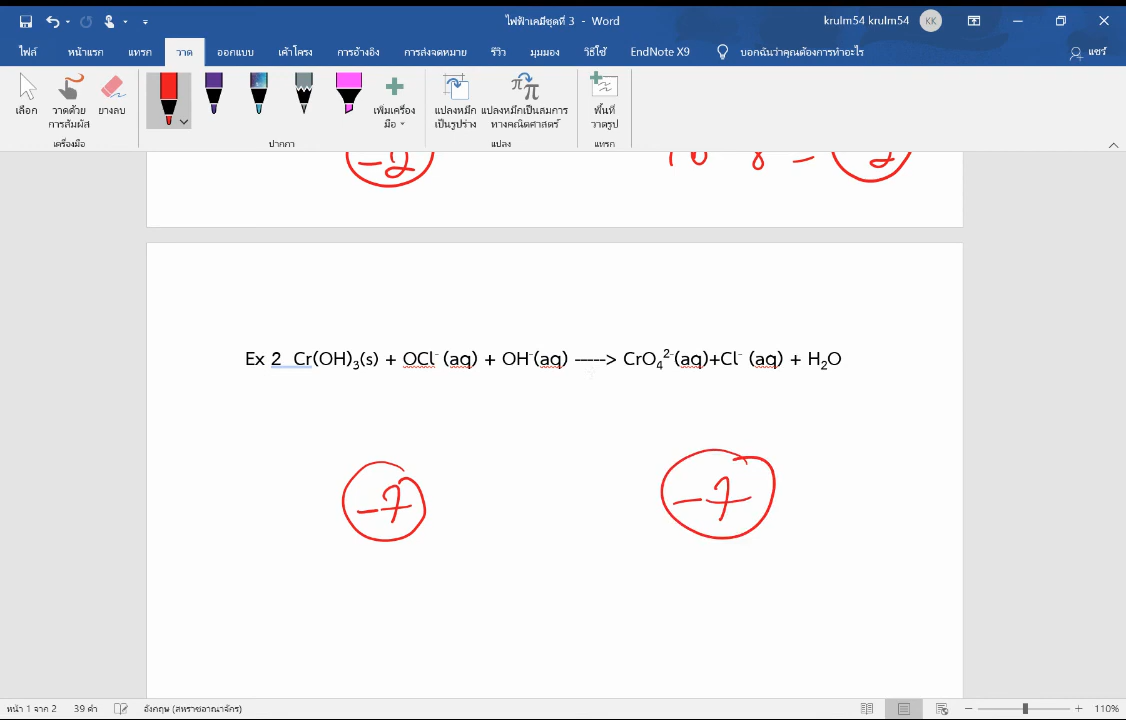 ไฟฟ้าเคมีชุดที่ 3 - Word
krulm54 krulm54
KK
ไฟล์ หน้าแรก แทรก วาด ออกแบบ เค้าโครง การอ้างอิง การส่งจดหมาย รีวิว มุมมอง วิธีใช้ EndNote X9 บอกฉันว่าคุณต้องการทำอะไร แชร์
เลือก วาดด้วยการสัมผัส ยางลบ เพิ่มเครื่องมือ แปลงหมึกเป็นรูปร่าง แปลงหมึกเป็นสมการทางคณิตศาสตร์ พื้นที่วาดรูป
เครื่องมือ ปากกา แปลง แทรก
Ex 2 Cr(OH)₃(s) + OCl⁻ (aq) + OH⁻(aq) -----> CrO₄²⁻(aq)+Cl⁻ (aq) + H₂O
-7 -7
หน้า 1 จาก 2 39 คำ อังกฤษ (สหราชอาณาจักร) 110%